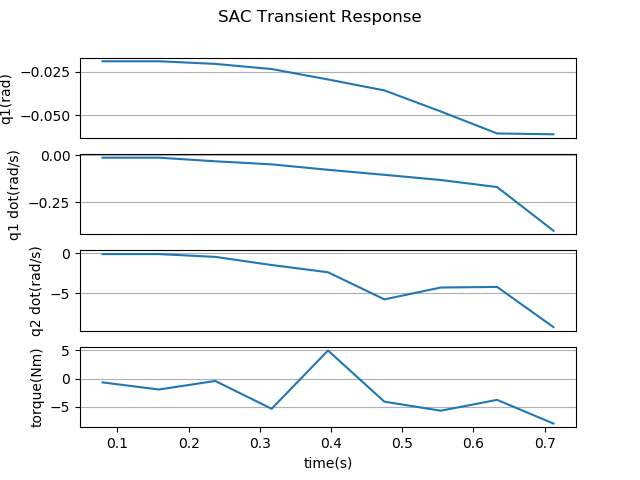 SAC Transient Response
−0.025
−0.050
q1(rad)
0.00
−0.25
q1 dot(rad/s)
0
−5
q2 dot(rad/s)
5
0
−5
torque(Nm)
0.1 0.2 0.3 0.4 0.5 0.6 0.7
time(s)